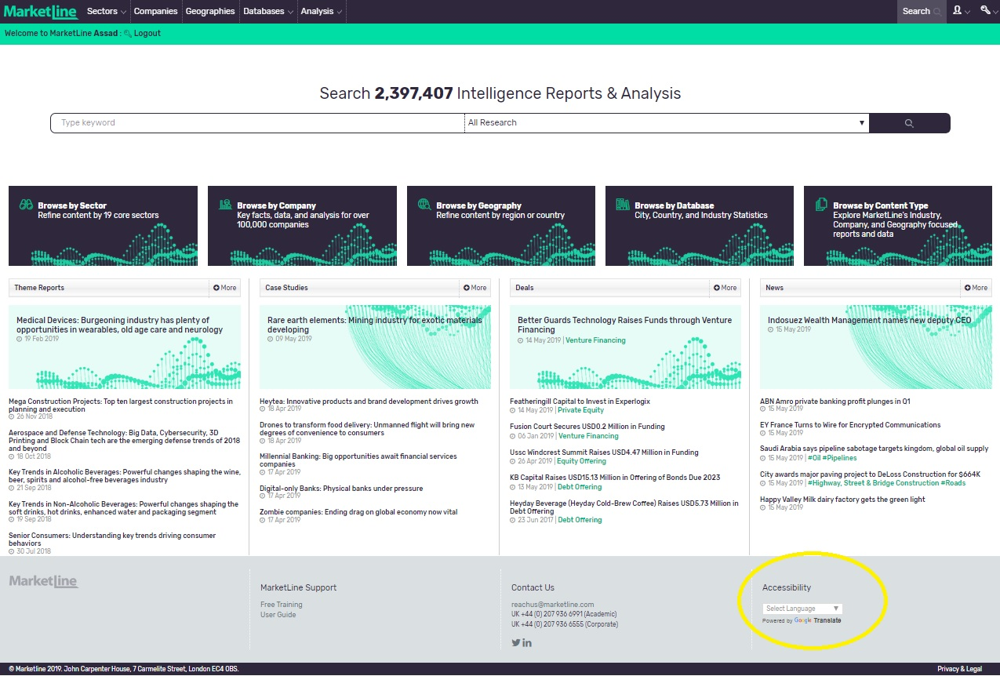 MarketLine Sectors Companies Geographies Databases Analysis Search
Welcome to MarketLine Assad : Logout
Search 2,397,407 Intelligence Reports & Analysis
Type keyword All Research
Browse by Sector
Refine content by 19 core sectors
Browse by Company
Key facts, data, and analysis for over
100,000 companies
Browse by Geography
Refine content by region or country
Browse by Database
City, Country, and Industry Statistics
Browse by Content Type
Explore MarketLine's Industry,
Company, and Geography focused
reports and data
Theme Reports More
Medical Devices: Burgeoning industry has plenty of
opportunities in wearables, old age care and neurology
19 Feb 2019
Mega Construction Projects: Top ten largest construction projects in
planning and execution
26 Nov 2018
Aerospace and Defense Technology: Big Data, Cybersecurity, 3D
Printing and Block Chain tech are the emerging defense trends of 2018
and beyond
18 Oct 2018
Key Trends in Alcoholic Beverages: Powerful changes shaping the wine,
beer, spirits and alcohol-free beverages industry
21 Sep 2018
Key Trends in Non-Alcoholic Beverages: Powerful changes shaping the
soft drinks, hot drinks, enhanced water and packaging segment
19 Sep 2018
Senior Consumers: Understanding key trends driving consumer
behaviors
30 Jul 2018
Case Studies More
Rare earth elements: Mining industry for exotic materials
developing
09 May 2019
Heytea: Innovative products and brand development drives growth
18 Apr 2019
Drones to transform food delivery: Unmanned flight will bring new
degrees of convenience to consumers
18 Apr 2019
Millennial Banking: Big opportunities await financial services
companies
17 Apr 2019
Digital-only Banks: Physical banks under pressure
17 Apr 2019
Zombie companies: Ending drag on global economy now vital
17 Apr 2019
Deals More
Better Guards Technology Raises Funds through Venture
Financing
14 May 2019 | Venture Financing
Featheringill Capital to Invest in Experlogix
14 May 2019 | Private Equity
Fusion Court Secures USD0.2 Million in Funding
06 Jan 2019 | Venture Financing
Ussc Windcrest Summit Raises USD4.47 Million in Funding
26 Apr 2019 | Equity Offering
KB Capital Raises USD15.13 Million in Offering of Bonds Due 2023
13 May 2019 | Debt Offering
Heyday Beverage (Heyday Cold-Brew Coffee) Raises USD5.73 Million in
Debt Offering
23 Jun 2017 | Debt Offering
News More
Indosuez Wealth Management names new deputy CEO
15 May 2019
ABN Amro private banking profit plunges in Q1
15 May 2019
EY France Turns to Wire for Encrypted Communications
15 May 2019
Saudi Arabia says pipeline sabotage targets kingdom, global oil supply
15 May 2019 | #Oil #Pipelines
City awards major paving project to DeLoss Construction for $664K
15 May 2019 | #Highway, Street & Bridge Construction #Roads
Happy Valley Milk dairy factory gets the green light
15 May 2019
MarketLine
MarketLine Support
Free Training
User Guide
Contact Us
reachus@marketline.com
UK +44 (0) 207 936 6991 (Academic)
UK +44 (0) 207 936 6555 (Corporate)
Accessibility
Select Language
Powered by Google Translate
© Marketline 2019. John Carpenter House, 7 Carmelite Street, London EC4 0BS. Privacy & Legal